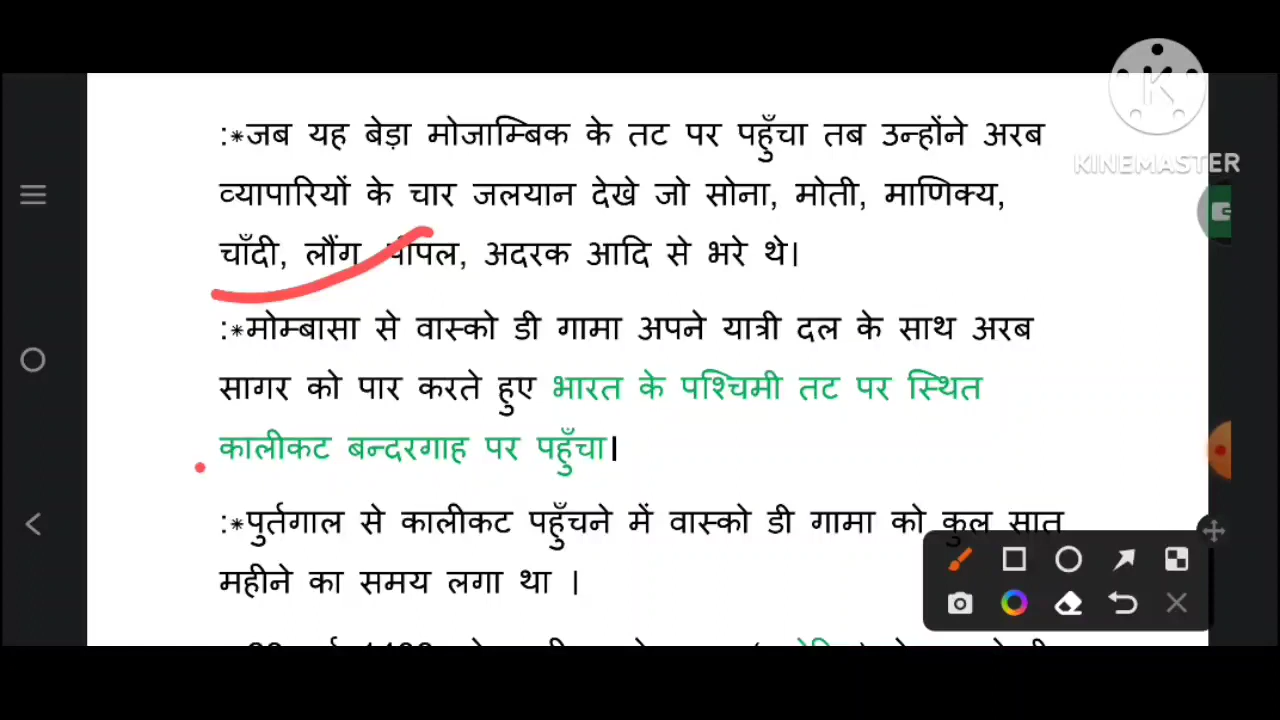 :*जब यह बेड़ा मोजाम्बिक के तट पर पहुँचा तब उन्होंने अरब
व्यापारियों के चार जलयान देखे जो सोना, मोती, माणिक्य,
चाँदी, लौंग पीपल, अदरक आदि से भरे थे।
:*मोम्बासा से वास्को डी गामा अपने यात्री दल के साथ अरब
सागर को पार करते हुए भारत के पश्चिमी तट पर स्थित
कालीकट बन्दरगाह पर पहुँचा।
:*पुर्तगाल से कालीकट पहुँचने में वास्को डी गामा को कुल सात
महीने का समय लगा था |
KINEMASTER